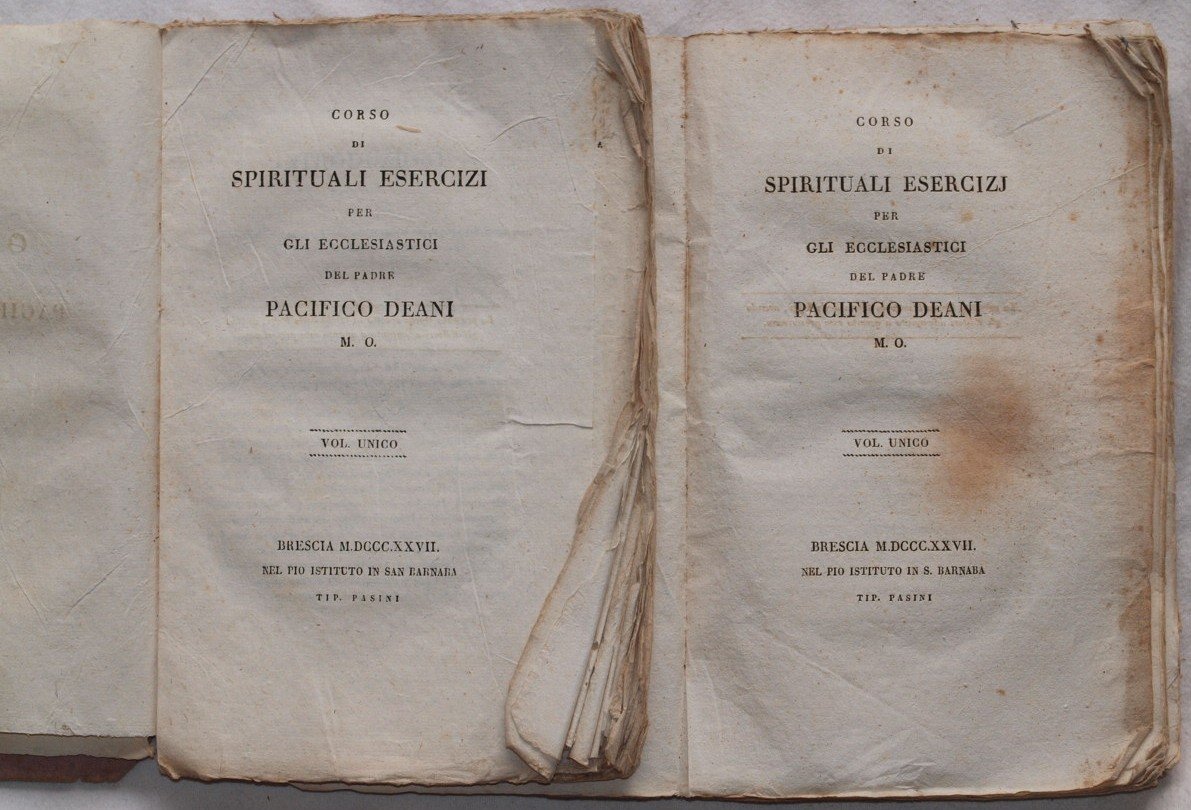 CORSO
DI
SPIRITUALI ESERCIZI
PER
GLI ECCLESIASTICI
DEL PADRE
PACIFICO DEANI
M. O.
VOL. UNICO
BRESCIA M.DCCC.XXVII.
NEL PIO ISTITUTO IN SAN BARNABA
TIP. PASINI
CORSO
DI
SPIRITUALI ESERCIZJ
PER
GLI ECCLESIASTICI
DEL PADRE
PACIFICO DEANI
M. O.
VOL. UNICO
BRESCIA M.DCCC.XXVII.
NEL PIO ISTITUTO IN S. BARNABA
TIP. PASINI